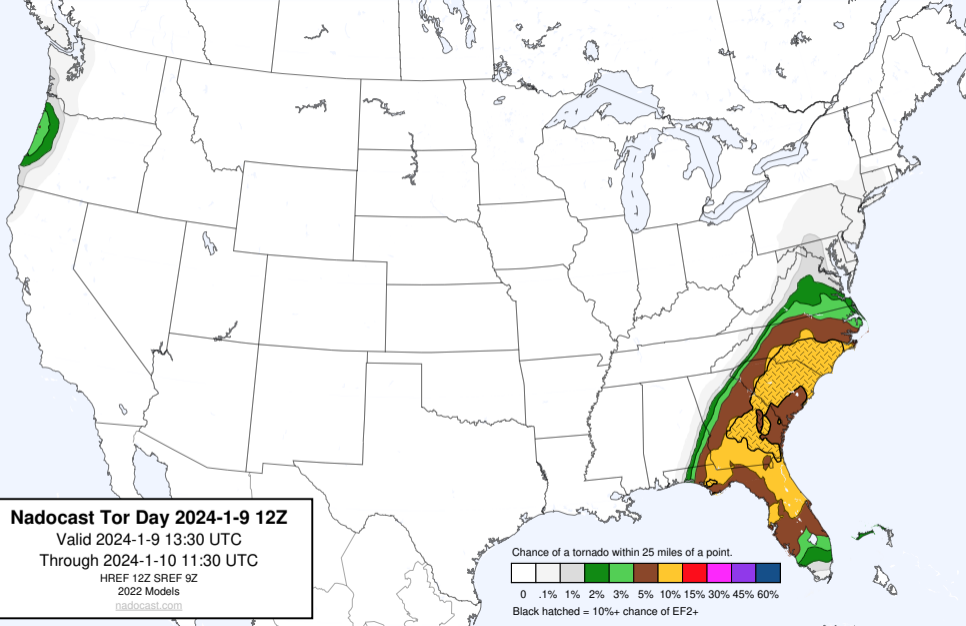 Nadocast Tor Day 2024-1-9 12Z
Valid 2024-1-9 13:30 UTC
Through 2024-1-10 11:30 UTC
HREF 12Z SREF 9Z
2022 Models
nadocast.com
Chance of a tornado within 25 miles of a point.
0 .1% 1% 2% 3% 5% 10% 15% 30% 45% 60%
Black hatched = 10%+ chance of EF2+